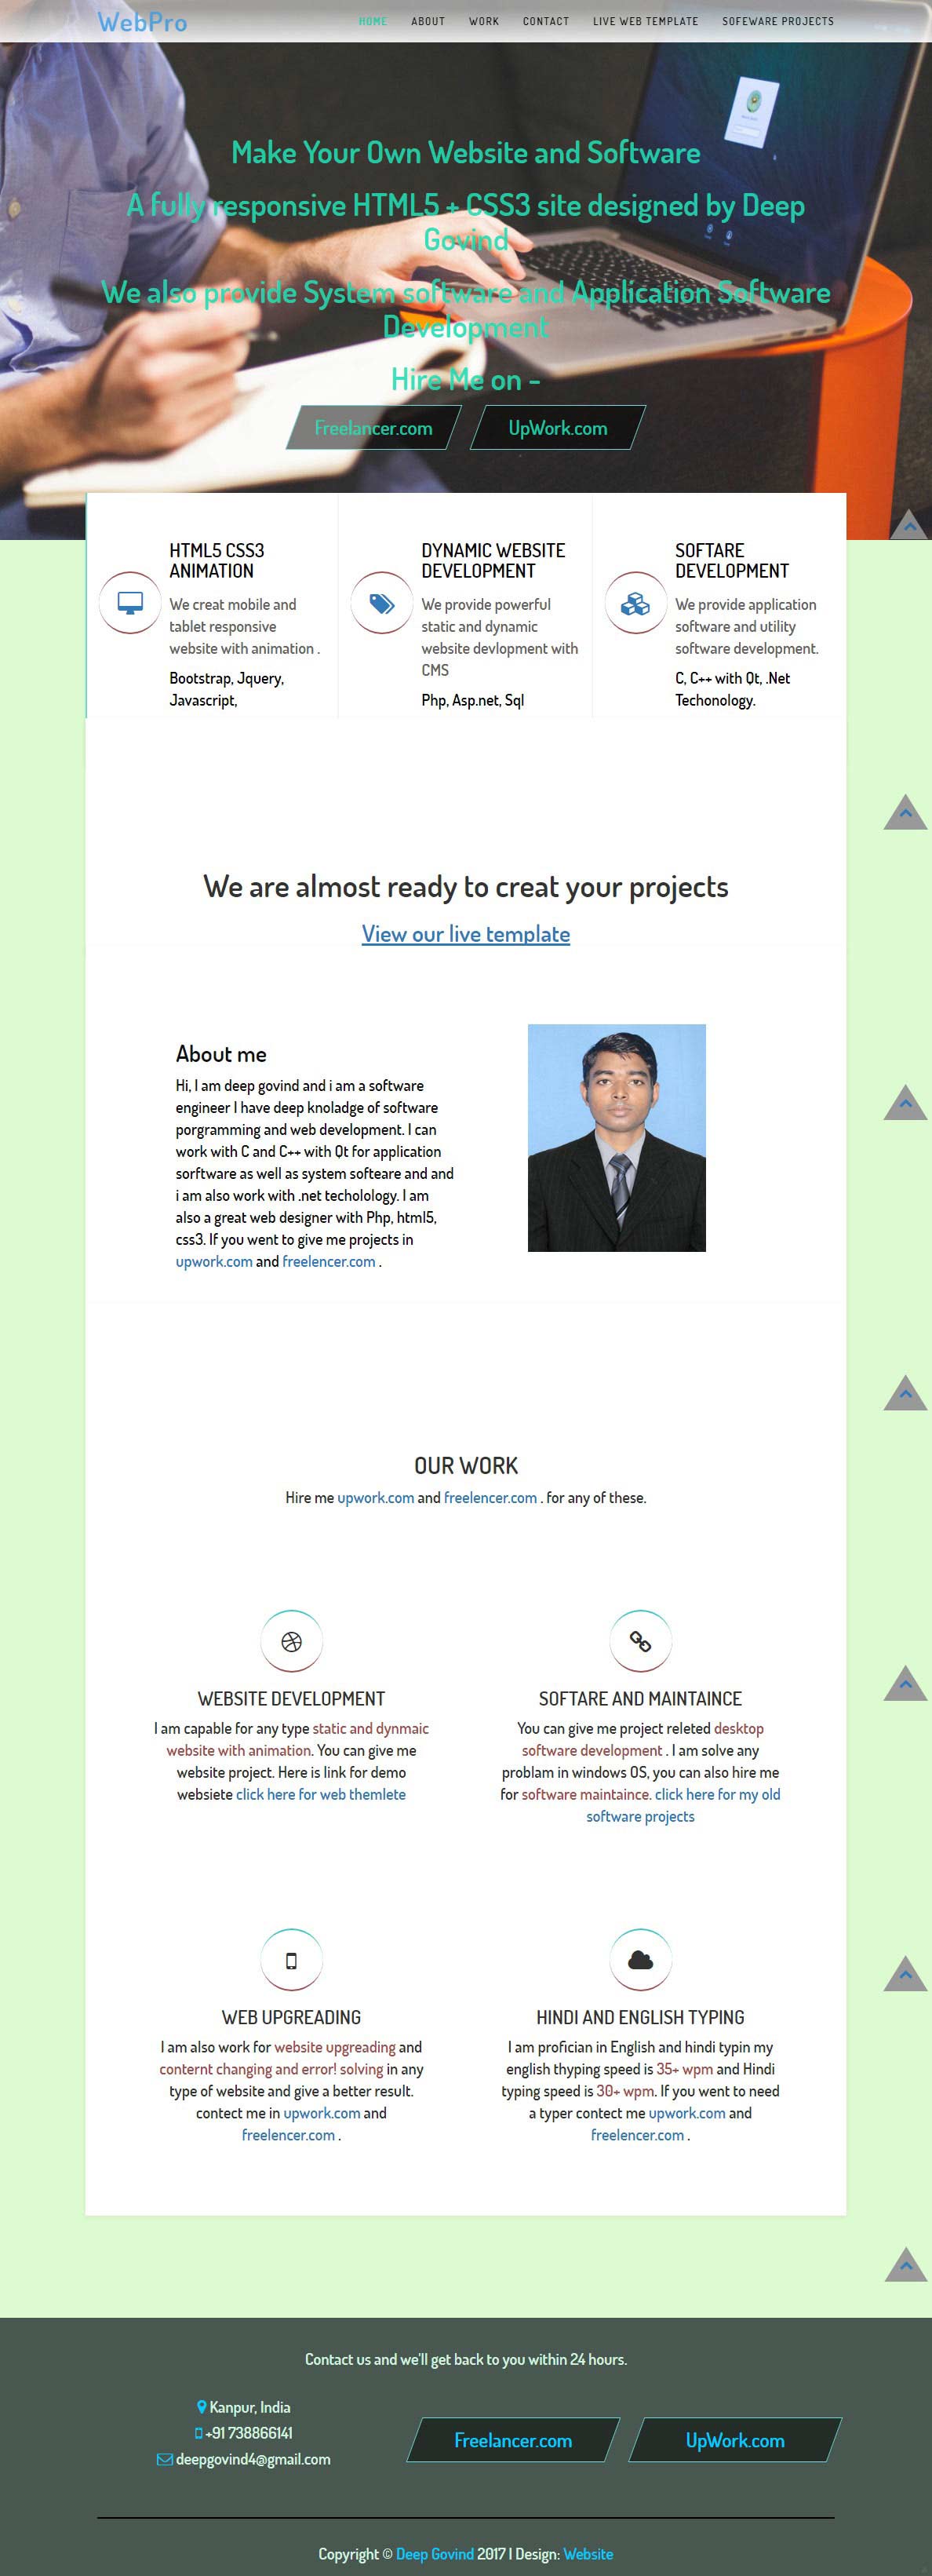 WebPro
HOME ABOUT WORK CONTACT LIVE WEB TEMPLATE SOFEWARE PROJECTS
Make Your Own Website and Software
A fully responsive HTML5 + CSS3 site designed by Deep
Govind
We also provide System software and Application Software
Development
Hire Me on -
Freelancer.com UpWork.com
HTML5 CSS3
ANIMATION
We creat mobile and
tablet responsive
website with animation .
Bootstrap, Jquery,
Javascript,
DYNAMIC WEBSITE
DEVELOPMENT
We provide powerful
static and dynamic
website devlopment with
CMS
Php, Asp.net, Sql
SOFTARE
DEVELOPMENT
We provide application
software and utility
software development.
C, C++ with Qt, .Net
Techonology.
We are almost ready to creat your projects
View our live template
About me
Hi, I am deep govind and i am a software
engineer I have deep knoladge of software
porgramming and web development. I can
work with C and C++ with Qt for application
sorftware as well as system softeare and and
i am also work with .net techolology. I am
also a great web designer with Php, html5,
css3. If you went to give me projects in
upwork.com and freelencer.com .
OUR WORK
Hire me upwork.com and freelencer.com . for any of these.
WEBSITE DEVELOPMENT
I am capable for any type static and dynmaic
website with animation. You can give me
website project. Here is link for demo
websiete click here for web themlete
SOFTARE AND MAINTAINCE
You can give me project releted desktop
software development . I am solve any
problam in windows OS, you can also hire me
for software maintaince. click here for my old
software projects
WEB UPGREADING
I am also work for website upgreading and
conternt changing and error! solving in any
type of website and give a better result.
contect me in upwork.com and
freelencer.com .
HINDI AND ENGLISH TYPING
I am profician in English and hindi typin my
english thyping speed is 35+ wpm and Hindi
typing speed is 30+ wpm. If you went to need
a typer contect me upwork.com and
freelencer.com .
Contact us and we'll get back to you within 24 hours.
Kanpur, India
+91 738866141
deepgovind4@gmail.com
Freelancer.com UpWork.com
Copyright © Deep Govind 2017 | Design: Website